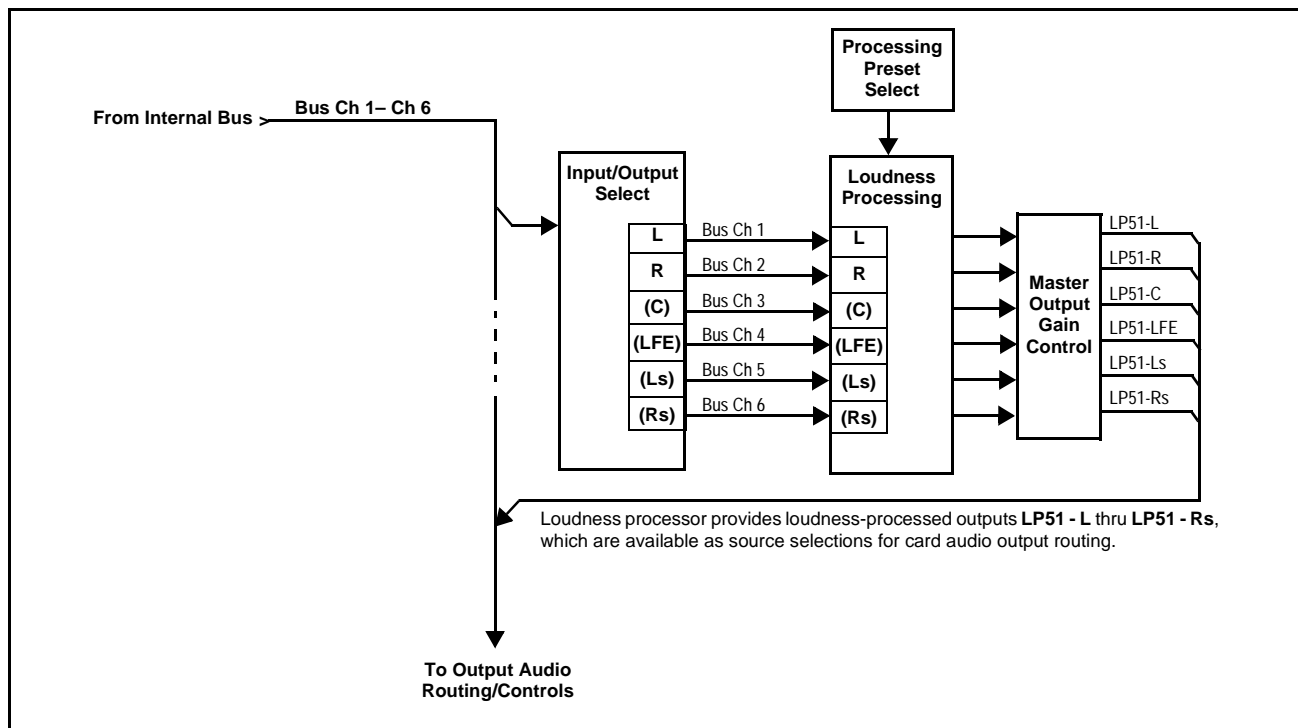 Processing
Preset
Select
From Internal Bus >
Bus Ch 1– Ch 6
Input/Output
Select
L
R
(C)
(LFE)
(Ls)
(Rs)
Bus Ch 1
Bus Ch 2
Bus Ch 3
Bus Ch 4
Bus Ch 5
Bus Ch 6
Loudness
Processing
L
R
(C)
(LFE)
(Ls)
(Rs)
Master
Output
Gain
Control
LP51-L
LP51-R
LP51-C
LP51-LFE
LP51-Ls
LP51-Rs
Loudness processor provides loudness-processed outputs LP51 - L thru LP51 - Rs,
which are available as source selections for card audio output routing.
To Output Audio
Routing/Controls